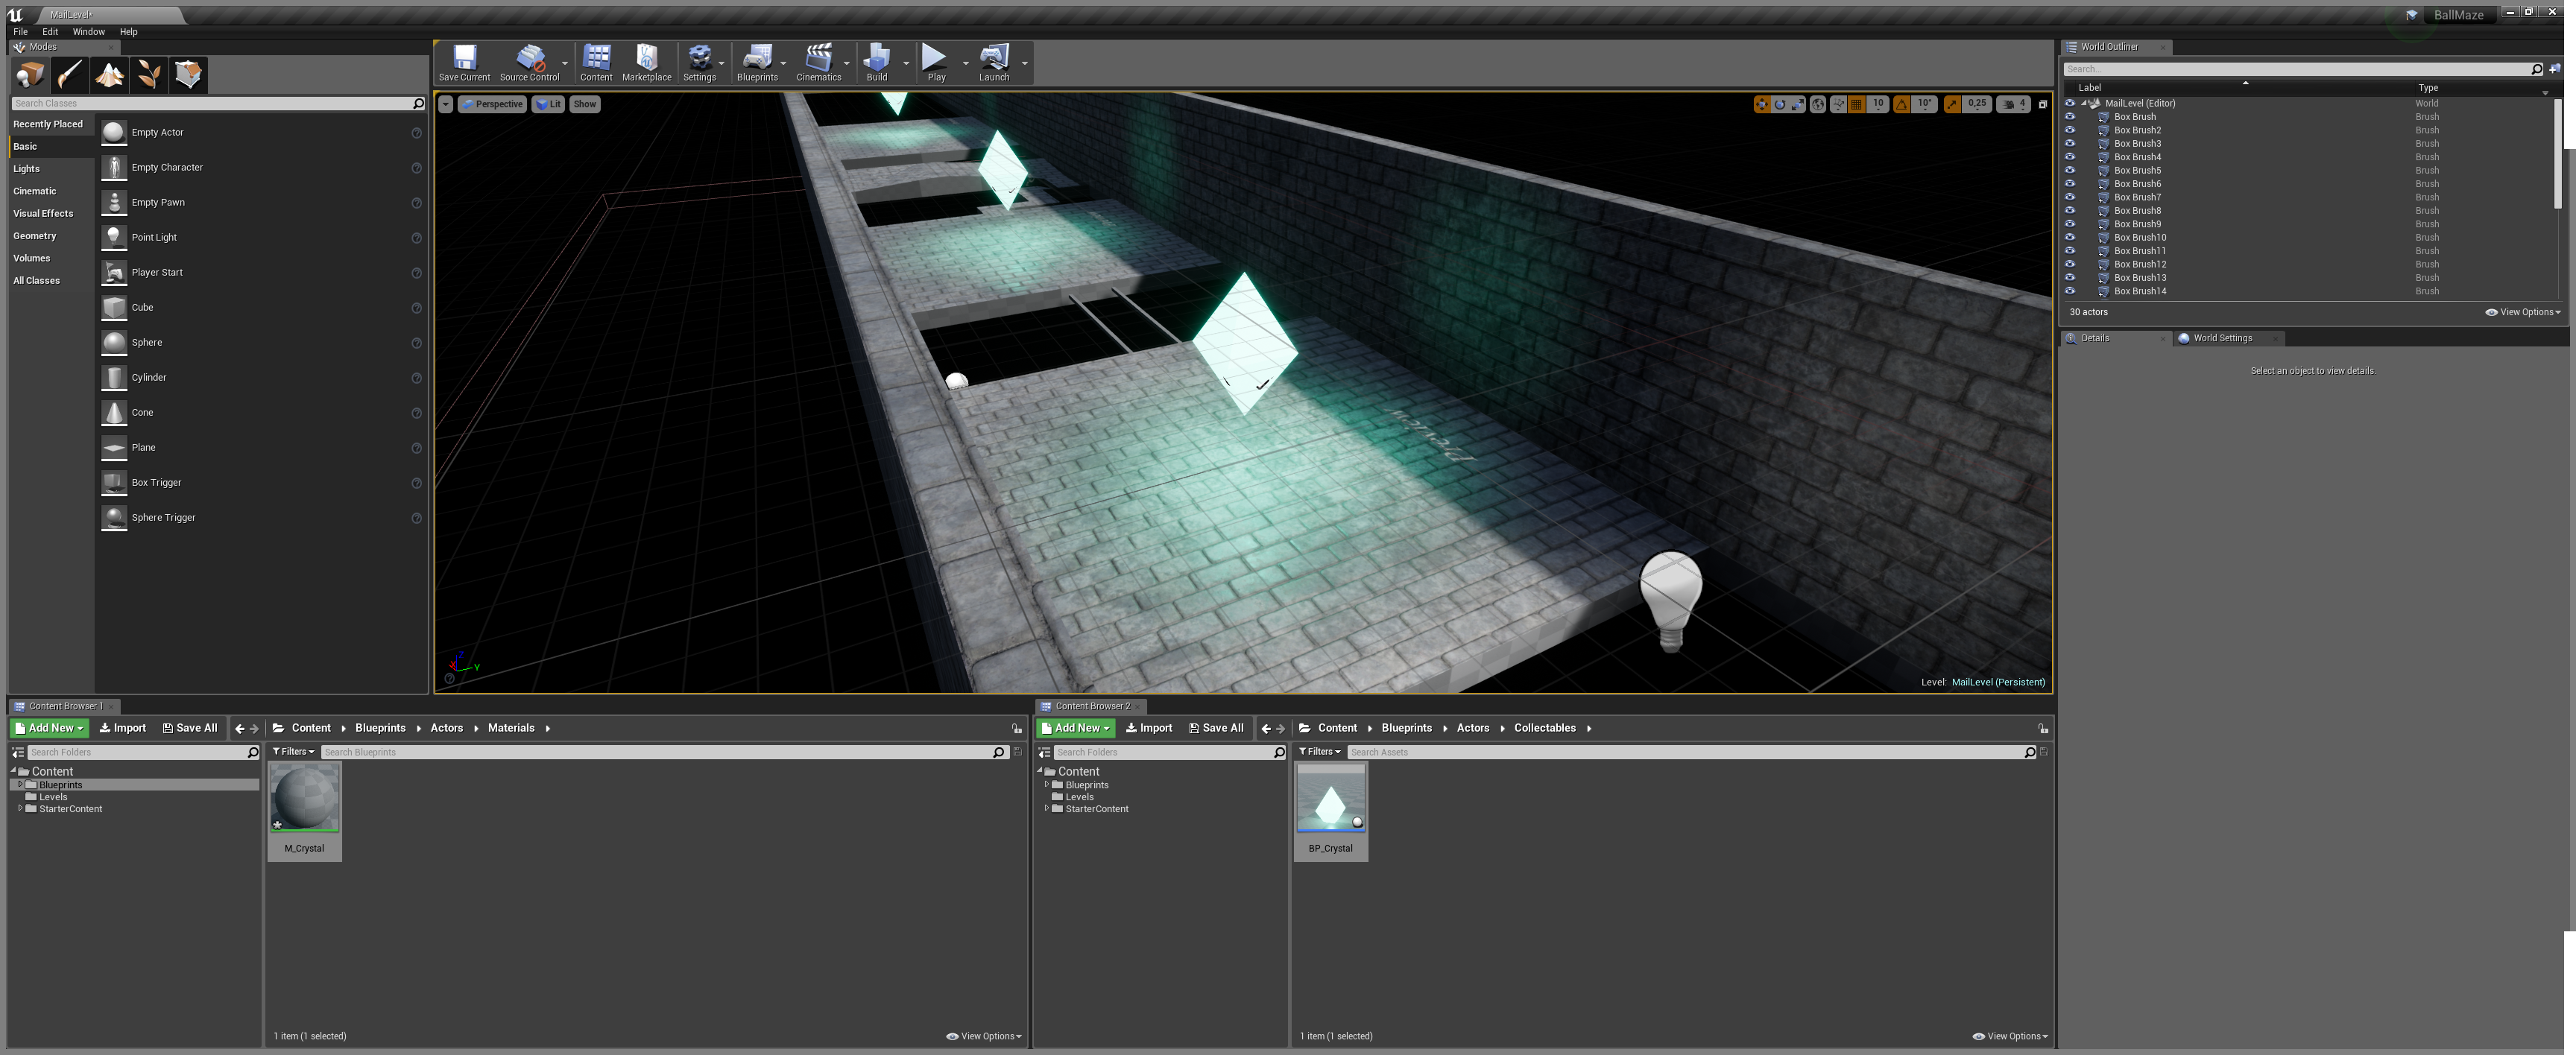 MailLevel*
BallMaze
File Edit Window Help
Modes
Search Classes
Recently Placed
Basic
Lights
Cinematic
Visual Effects
Geometry
Volumes
All Classes
Empty Actor
Empty Character
Empty Pawn
Point Light
Player Start
Cube
Sphere
Cylinder
Cone
Plane
Box Trigger
Sphere Trigger
Save Current Source Control Content Marketplace Settings Blueprints Cinematics Build Play Launch
Perspective Lit Show
10 10° 0,25 4
Preview
X Y
Level: MailLevel (Persistent)
World Outliner
Search...
Label Type
MailLevel (Editor) World
Box Brush Brush
Box Brush2 Brush
Box Brush3 Brush
Box Brush4 Brush
Box Brush5 Brush
Box Brush6 Brush
Box Brush7 Brush
Box Brush8 Brush
Box Brush9 Brush
Box Brush10 Brush
Box Brush11 Brush
Box Brush12 Brush
Box Brush13 Brush
Box Brush14 Brush
30 actors View Options
Details World Settings
Select an object to view details.
Content Browser 1
Add New Import Save All Content Blueprints Actors Materials
Search Folders Filters Search Blueprints
Content
Blueprints
Levels
StarterContent
M_Crystal
1 item (1 selected) View Options
Content Browser 2
Add New Import Save All Content Blueprints Actors Collectables
Search Folders Filters Search Assets
Content
Blueprints
Levels
StarterContent
BP_Crystal
1 item (1 selected) View Options